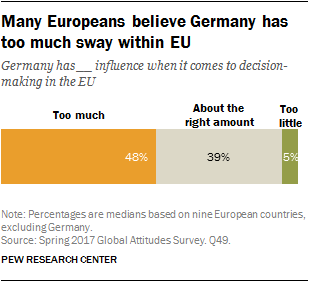 Many Europeans believe Germany has
too much sway within EU
Germany has __ influence when it comes to decision-
making in the EU
Too much
About the
right amount
Too
little
48%
39%
5%
Note: Percentages are medians based on nine European countries,
excluding Germany.
Source: Spring 2017 Global Attitudes Survey. Q49.
PEW RESEARCH CENTER